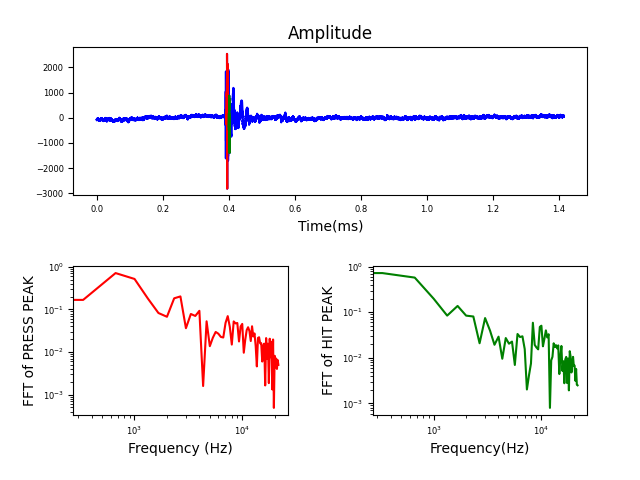 Amplitude
2000
1000
0
−1000
−2000
−3000
0.0 0.2 0.4 0.6 0.8 1.0 1.2 1.4
Time(ms)
FFT of PRESS PEAK
10⁰
10⁻¹
10⁻²
10⁻³
10³ 10⁴
Frequency (Hz)
FFT of HIT PEAK
10⁰
10⁻¹
10⁻²
10⁻³
10³ 10⁴
Frequency(Hz)